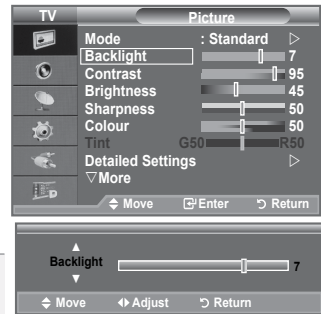 TV Picture
Mode : Standard ▷
Backlight 7
Contrast 95
Brightness 45
Sharpness 50
Colour 50
Tint G50 R50
Detailed Settings ▷
▽More
Move Enter Return
▲
Backlight 7
▼
Move Adjust Return